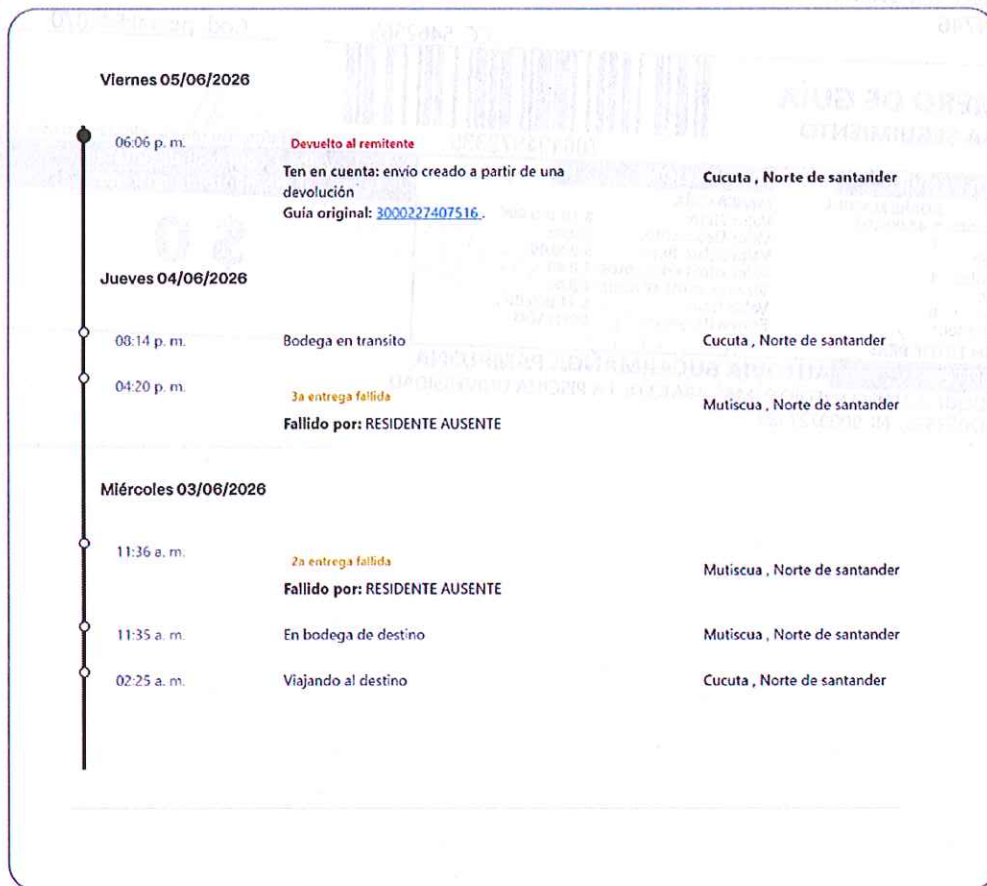 Viernes 05/06/2026
06:06 p. m.
Devuelto al remitente
Ten en cuenta: envío creado a partir de una
devolución
Guía original: 3000227407516.
Cucuta , Norte de santander
Jueves 04/06/2026
08:14 p. m.
Bodega en transito
Cucuta , Norte de santander
04:20 p. m.
3a entrega fallida
Fallido por: RESIDENTE AUSENTE
Mutiscua , Norte de santander
Miércoles 03/06/2026
11:36 a. m.
2a entrega fallida
Fallido por: RESIDENTE AUSENTE
Mutiscua , Norte de santander
11:35 a. m.
En bodega de destino
Mutiscua , Norte de santander
02:25 a. m.
Viajando al destino
Cucuta , Norte de santander